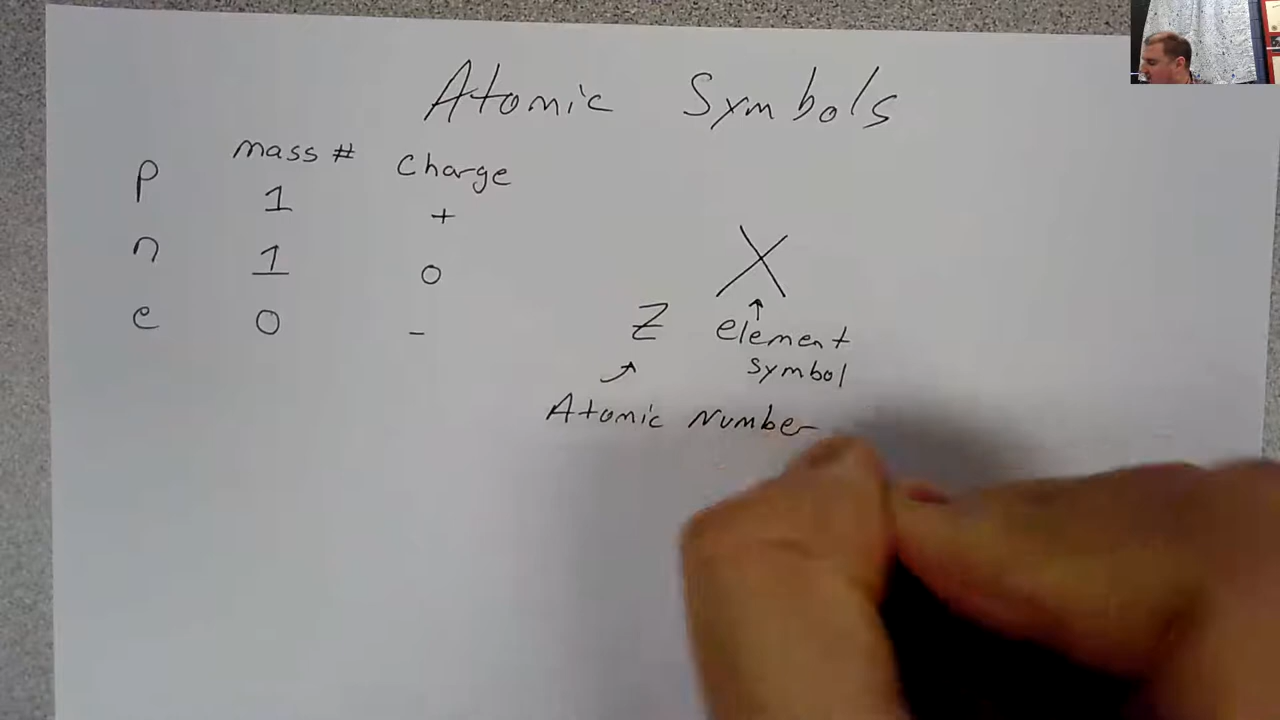 Atomic Symbols
mass # Charge
p 1 +
n 1 0
e 0 -
X
Z element
symbol
Atomic Number